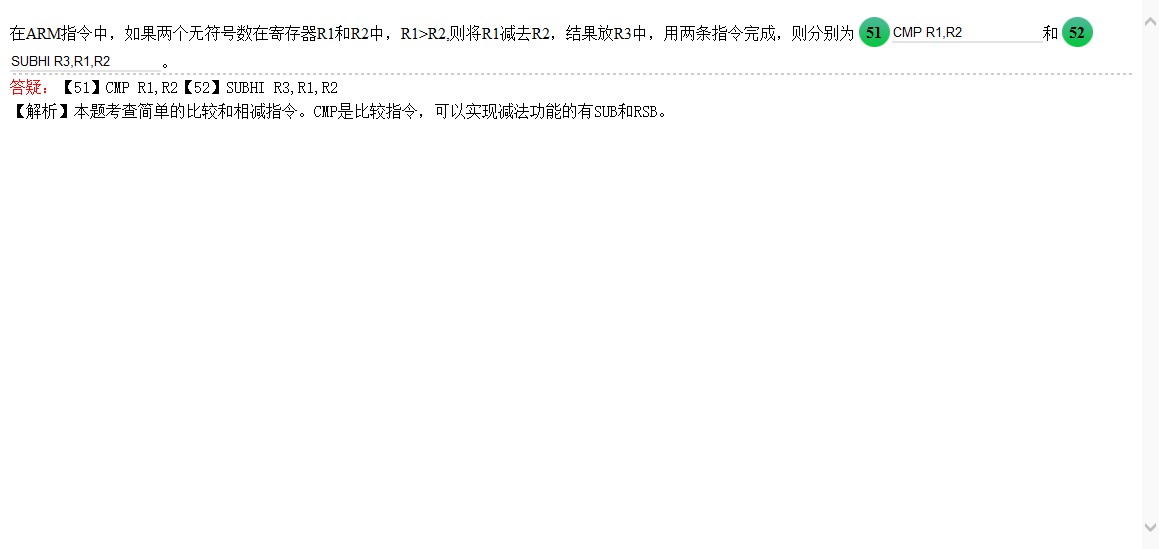 在ARM指令中，如果两个无符号数在寄存器R1和R2中，R1>R2,则将R1减去R2，结果放R3中，用两条指令完成，则分别为 51 CMP R1,R2 和 52
SUBHI R3,R1,R2 。
答疑：【51】CMP R1,R2【52】SUBHI R3,R1,R2
【解析】本题考查简单的比较和相减指令。CMP是比较指令，可以实现减法功能的有SUB和RSB。